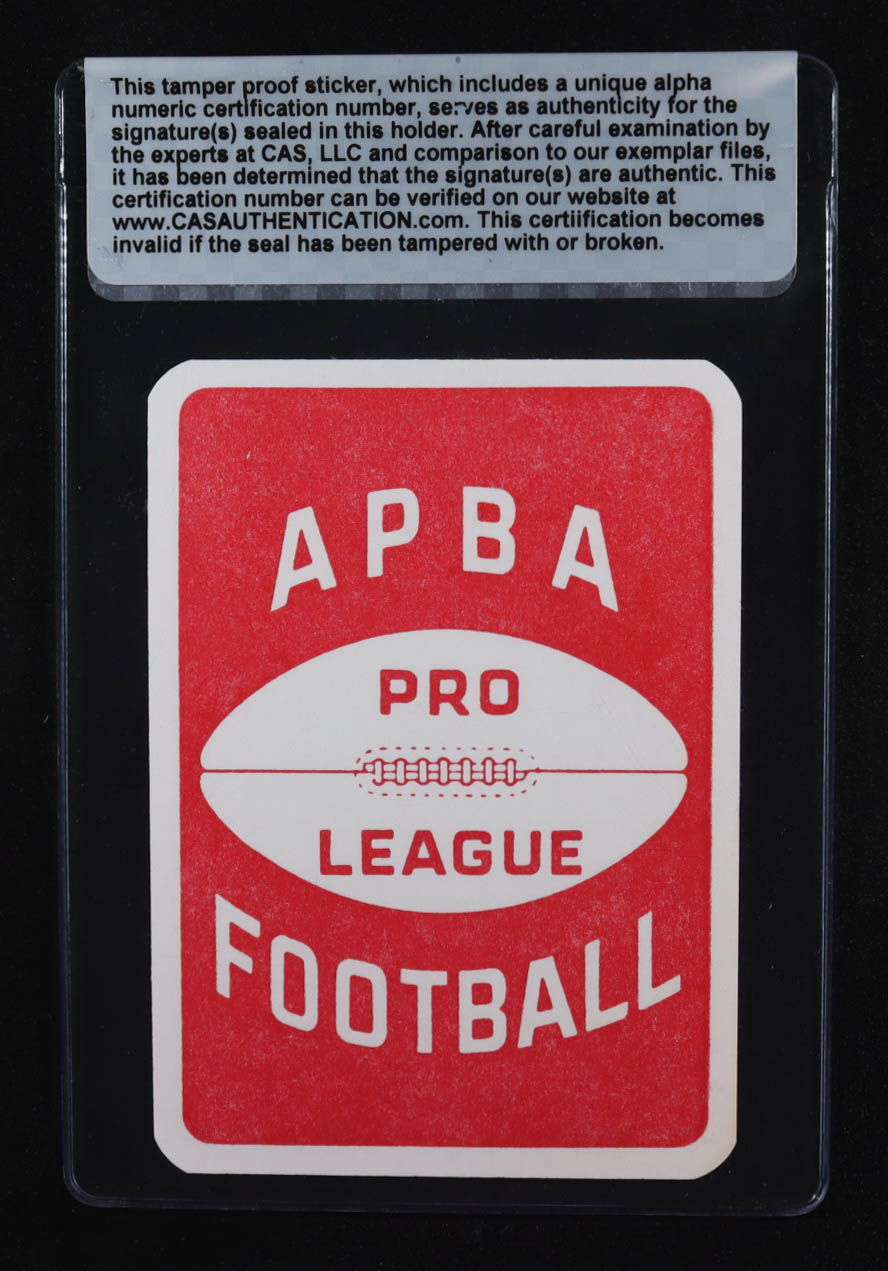 This tamper proof sticker, which includes a unique alpha
numeric certification number, serves as authenticity for the
signature(s) sealed in this holder. After careful examination by
the experts at CAS, LLC and comparison to our exemplar files,
it has been determined that the signature(s) are authentic. This
certification number can be verified on our website at
www.CASAUTHENTICATION.com. This certiification becomes
invalid if the seal has been tampered with or broken.
APBA
PRO
LEAGUE
FOOTBALL